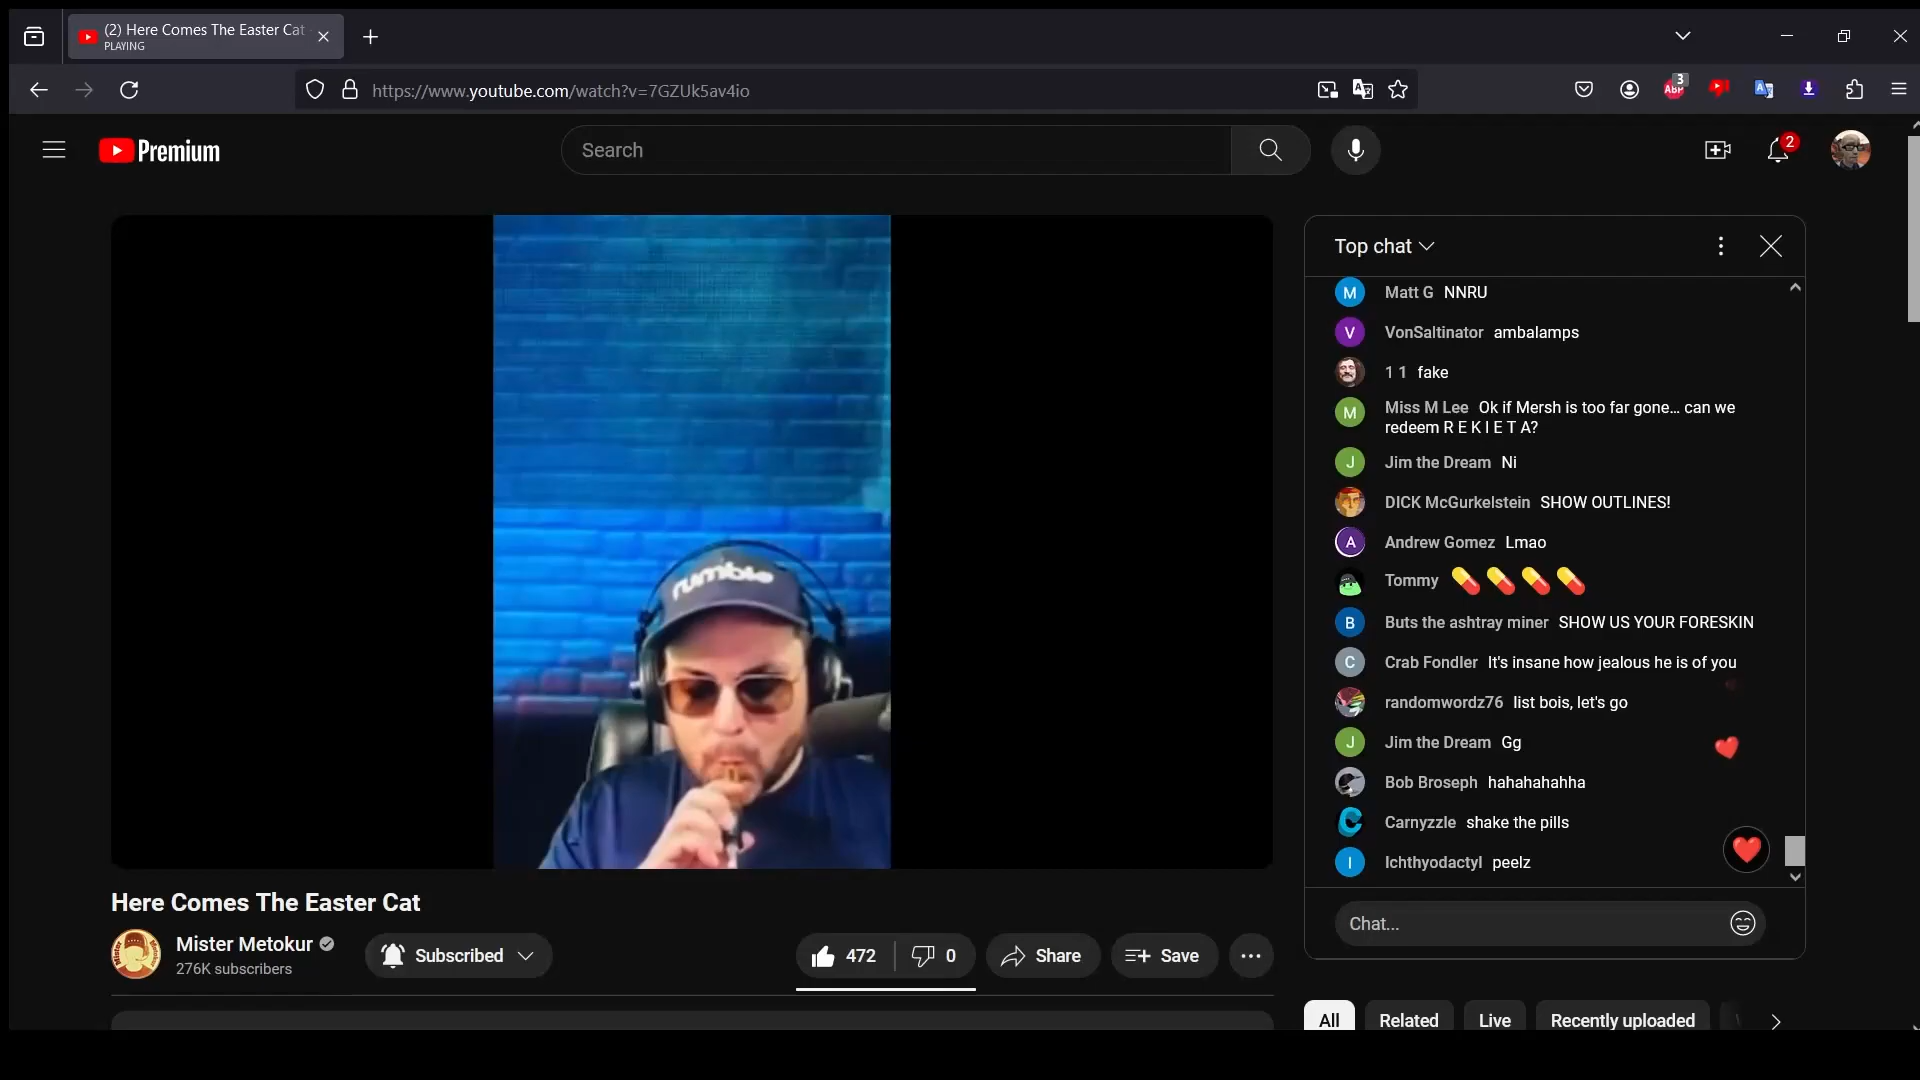 (2) Here Comes The Easter Cat
PLAYING
https://www.youtube.com/watch?v=7GZUk5av4io
3
ABP
Premium
Search
2
rumble
Top chat
M Matt G NNRU
V VonSaltinator ambalamps
1 1 fake
M Miss M Lee Ok if Mersh is too far gone... can we
redeem R E K I E T A?
J Jim the Dream Ni
DICK McGurkelstein SHOW OUTLINES!
A Andrew Gomez Lmao
Tommy 💊💊💊💊
B Buts the ashtray miner SHOW US YOUR FORESKIN
C Crab Fondler It's insane how jealous he is of you
randomwordz76 list bois, let's go
J Jim the Dream Gg
Bob Broseph hahahahahha
Carnyzzle shake the pills
I Ichthyodactyl peelz
Chat...
Here Comes The Easter Cat
Mister Metokur
276K subscribers
Subscribed
472
0
Share
Save
All
Related
Live
Recently uploaded